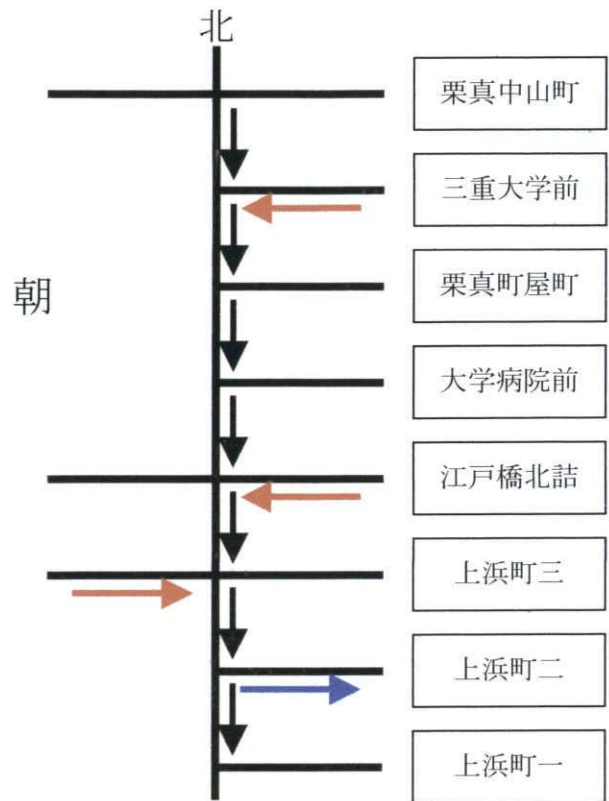 北
栗真中山町
三重大学前
朝
栗真町屋町
大学病院前
江戸橋北詰
上浜町三
上浜町二
上浜町一